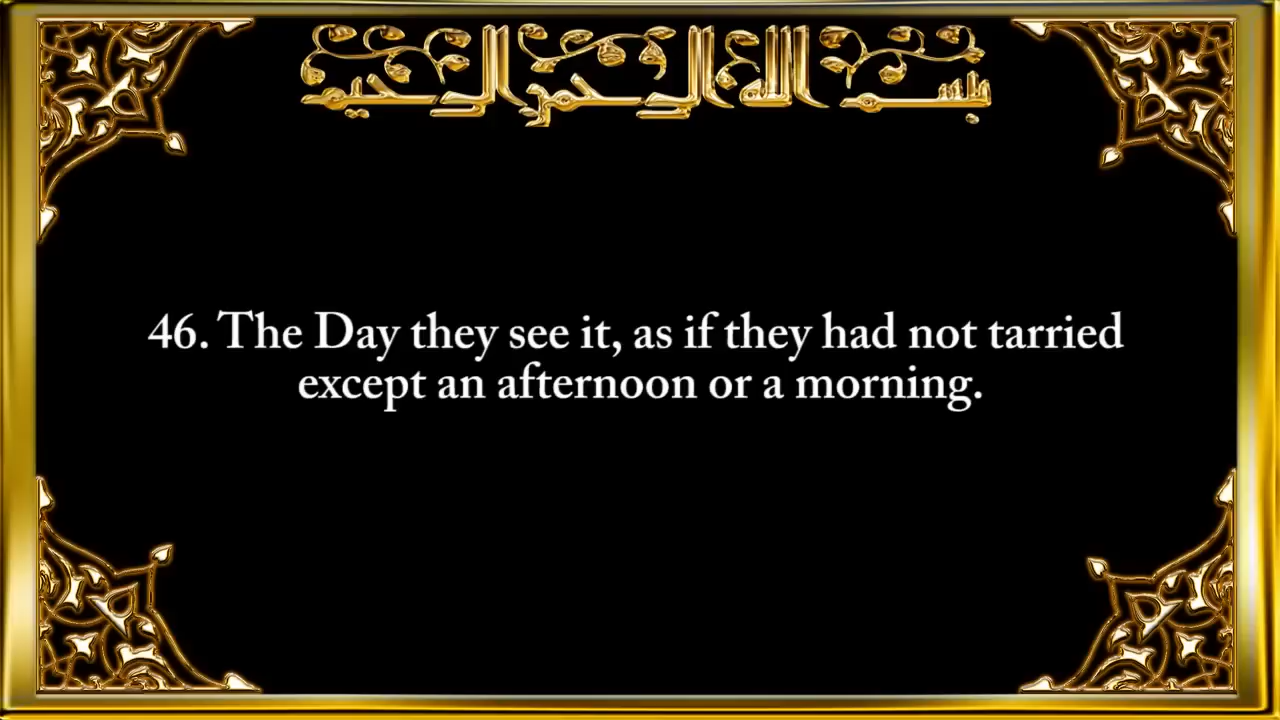 بسم الله الرحمن الرحيم
46. The Day they see it, as if they had not tarried
except an afternoon or a morning.